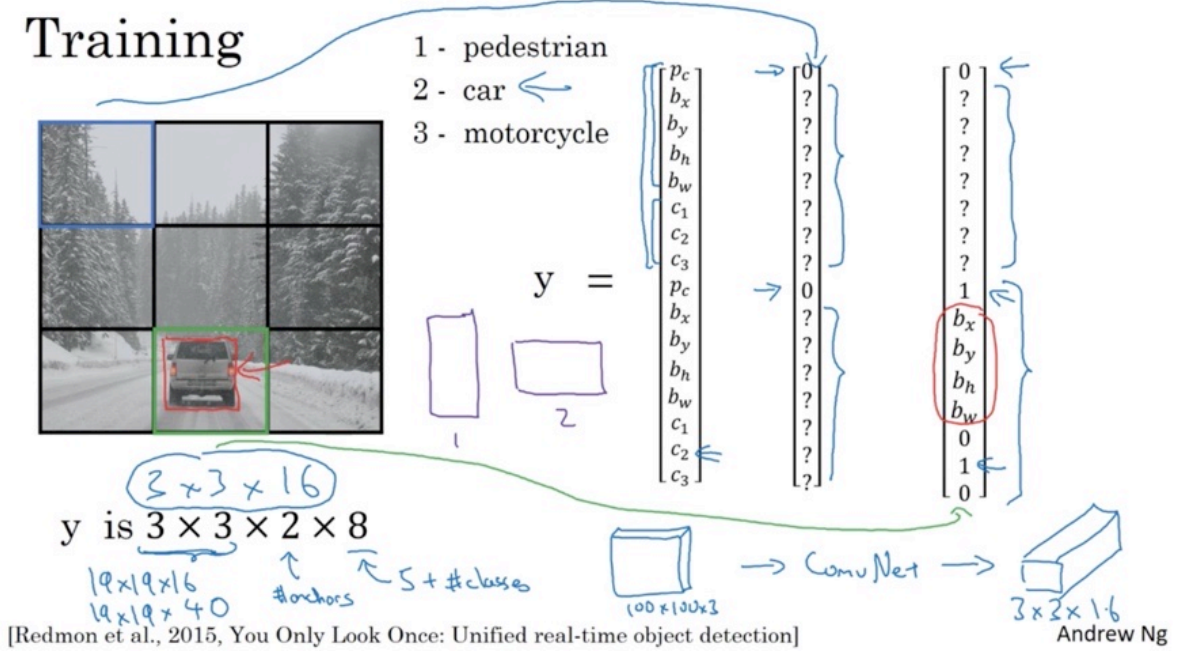 Training
1 - pedestrian
2 - car
3 - motorcycle
y =
p_c
b_x
b_y
b_h
b_w
c_1
c_2
c_3
p_c
b_x
b_y
b_h
b_w
c_1
c_2
c_3
0
?
?
?
?
?
?
?
0
?
?
?
?
?
?
?
0
?
?
?
?
?
?
?
1
b_x
b_y
b_h
b_w
0
1
0
1
2
3 × 3 × 16
y is 3 × 3 × 2 × 8
19×19×16
19×19×40
#anchors
5 + #classes
100×100×3
→ ConvNet →
3×3×16
[Redmon et al., 2015, You Only Look Once: Unified real-time object detection]
Andrew Ng